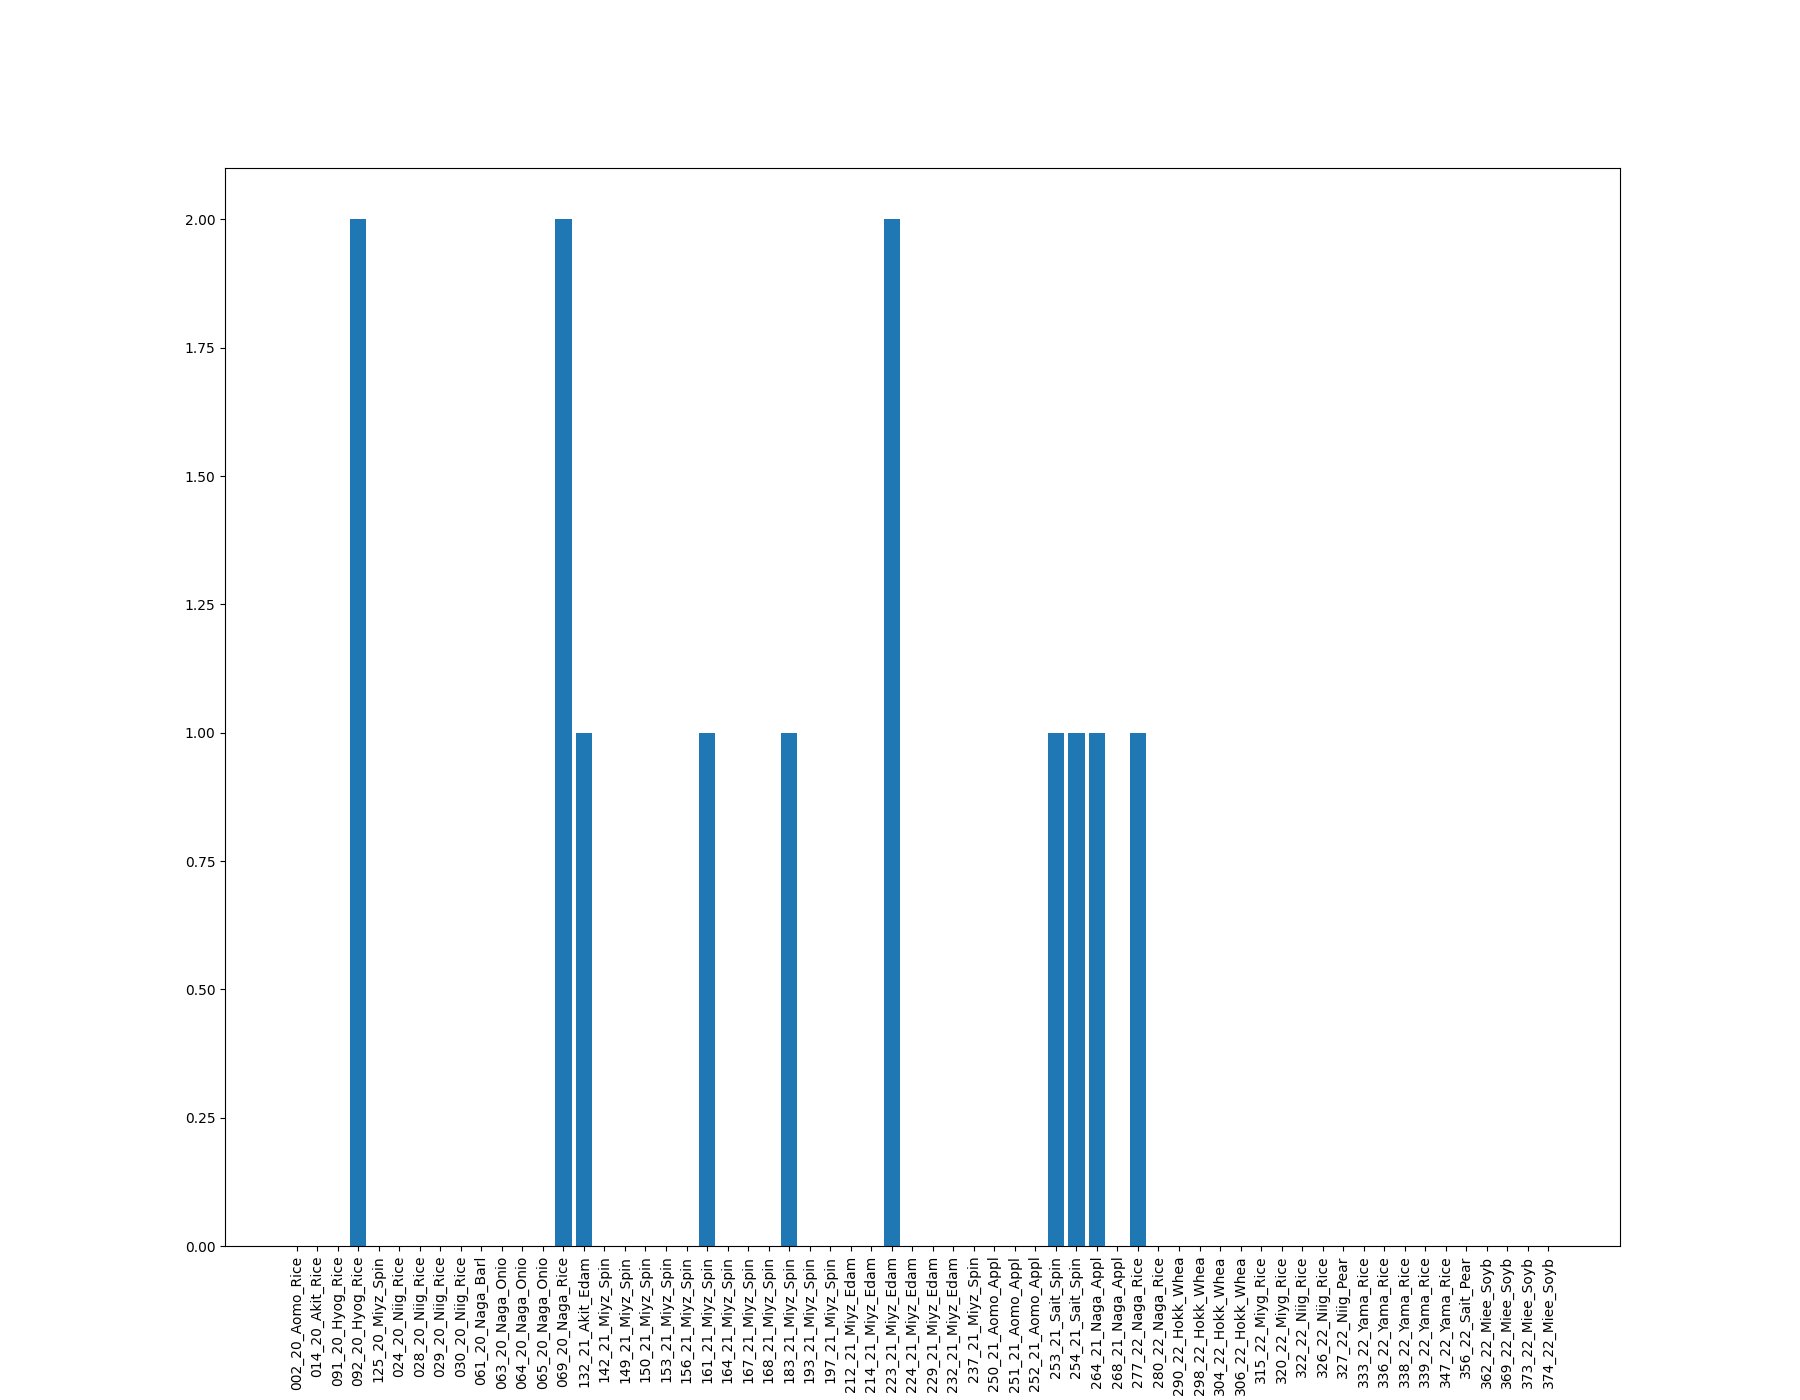 2.00
1.75
1.50
1.25
1.00
0.75
0.50
0.25
0.00
002_20_Aomo_Rice
014_20_Akit_Rice
091_20_Hyog_Rice
092_20_Hyog_Rice
125_20_Miyz_Spin
024_20_Niig_Rice
028_20_Niig_Rice
029_20_Niig_Rice
030_20_Niig_Rice
061_20_Naga_Barl
063_20_Naga_Onio
064_20_Naga_Onio
065_20_Naga_Onio
069_20_Naga_Rice
132_21_Akit_Edam
142_21_Miyz_Spin
149_21_Miyz_Spin
150_21_Miyz_Spin
153_21_Miyz_Spin
156_21_Miyz_Spin
161_21_Miyz_Spin
164_21_Miyz_Spin
167_21_Miyz_Spin
168_21_Miyz_Spin
183_21_Miyz_Spin
193_21_Miyz_Spin
197_21_Miyz_Spin
212_21_Miyz_Edam
214_21_Miyz_Edam
223_21_Miyz_Edam
224_21_Miyz_Edam
229_21_Miyz_Edam
232_21_Miyz_Edam
237_21_Miyz_Spin
250_21_Aomo_Appl
251_21_Aomo_Appl
252_21_Aomo_Appl
253_21_Sait_Spin
254_21_Sait_Spin
264_21_Naga_Appl
268_21_Naga_Appl
277_22_Naga_Rice
280_22_Naga_Rice
290_22_Hokk_Whea
298_22_Hokk_Whea
304_22_Hokk_Whea
306_22_Hokk_Whea
315_22_Miyg_Rice
320_22_Miyg_Rice
322_22_Niig_Rice
326_22_Niig_Rice
327_22_Niig_Pear
333_22_Yama_Rice
336_22_Yama_Rice
338_22_Yama_Rice
339_22_Yama_Rice
347_22_Yama_Rice
356_22_Sait_Pear
362_22_Miee_Soyb
369_22_Miee_Soyb
373_22_Miee_Soyb
374_22_Miee_Soyb